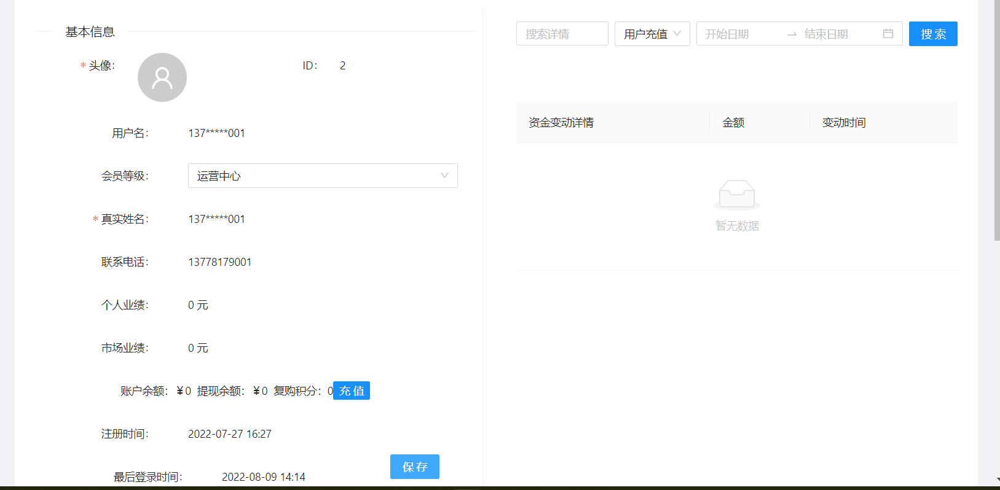 基本信息
* 头像：
ID： 2
用户名： 137*****001
会员等级： 运营中心
* 真实姓名： 137*****001
联系电话： 13778179001
个人业绩： 0 元
市场业绩： 0 元
账户余额：￥0 提现余额：￥0 复购积分：0 充值
注册时间： 2022-07-27 16:27
最后登录时间： 2022-08-09 14:14
保存
搜索详情 用户充值 开始日期 → 结束日期 搜索
资金变动详情 金额 变动时间
暂无数据